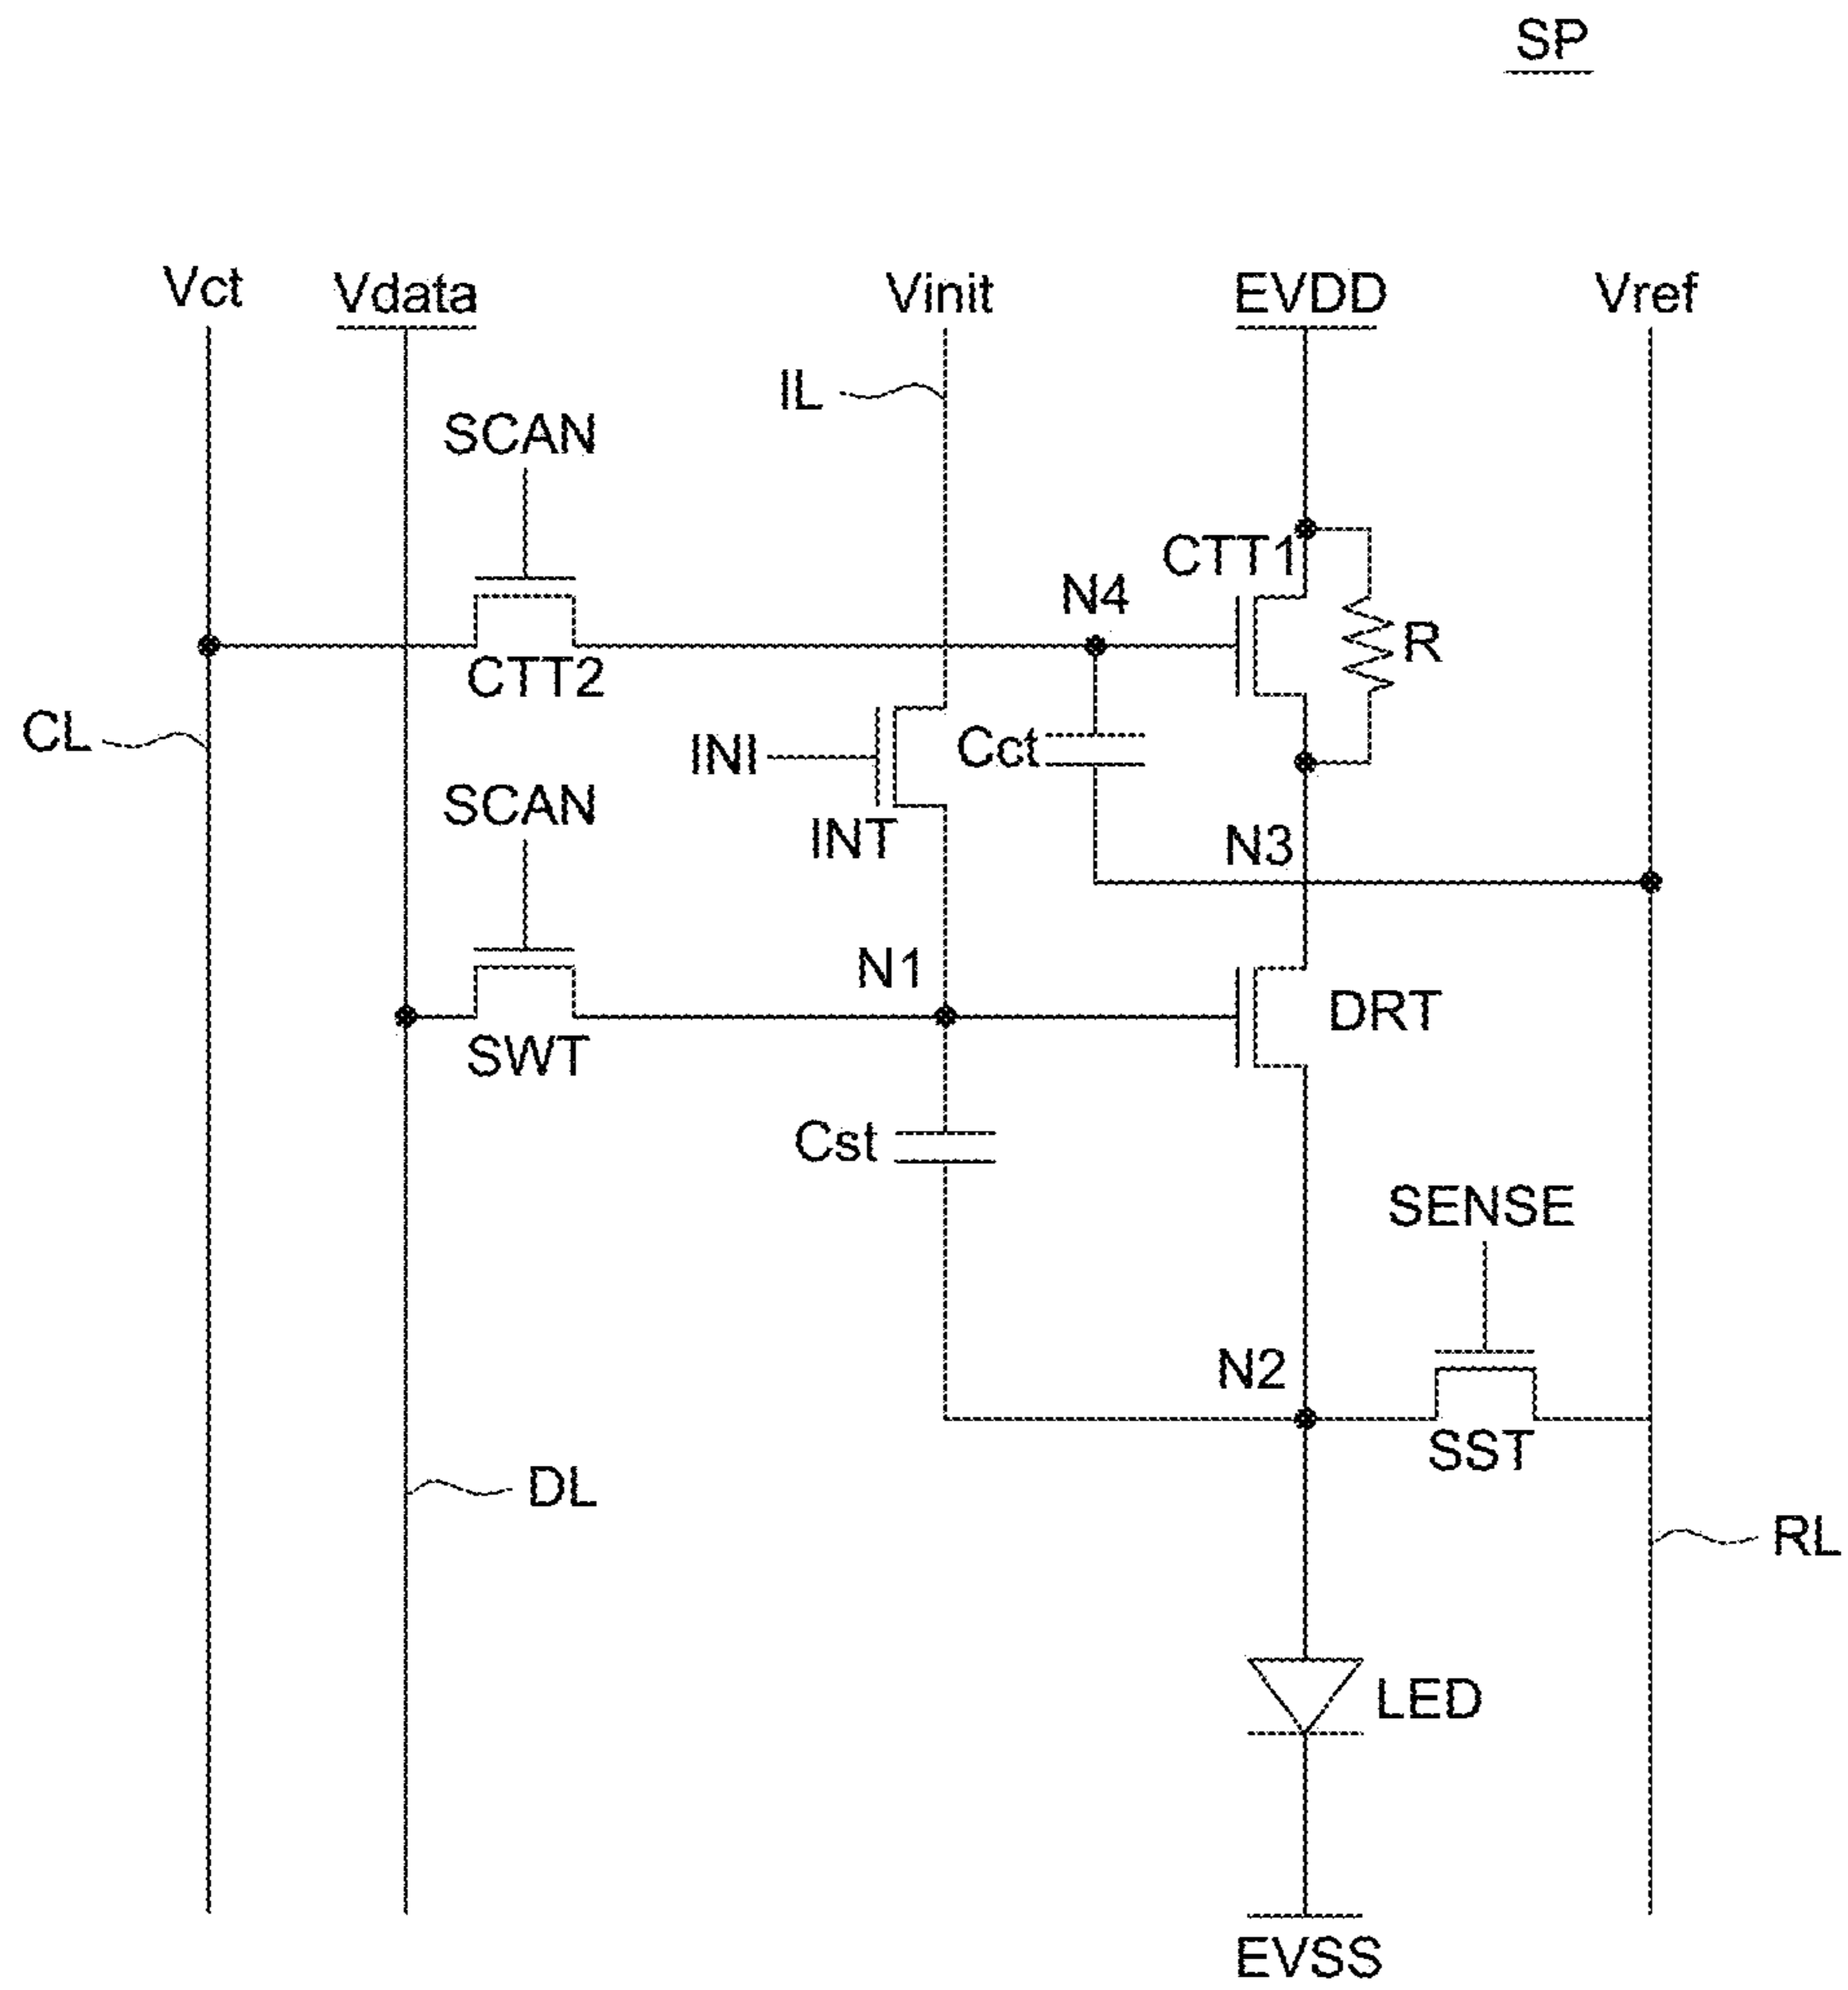 SP
Vct
Vdata
Vinit
EVDD
Vref
IL
SCAN
CTT1
N4
R
CTT2
CL
INI
Cct
SCAN
INT
N3
N1
DRT
SWT
Cst
SENSE
N2
SST
DL
RL
LED
EVSS